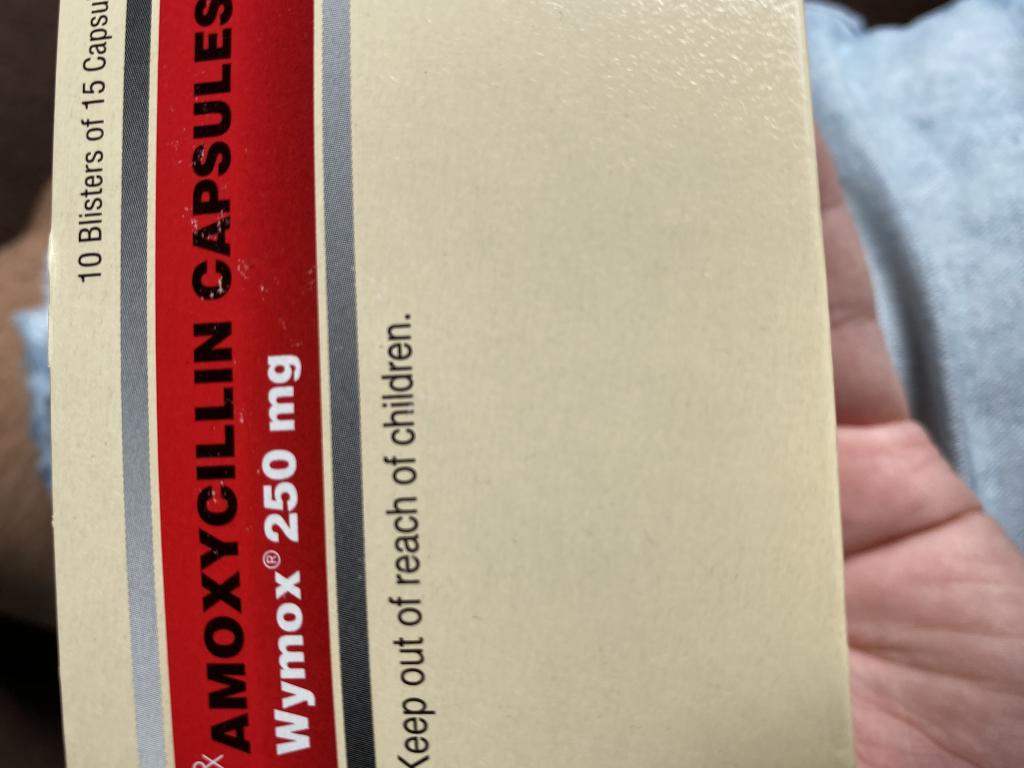 10 Blisters of 15 Capsu
℞ AMOXYCILLIN CAPSULES
Wymox® 250 mg
Keep out of reach of children.